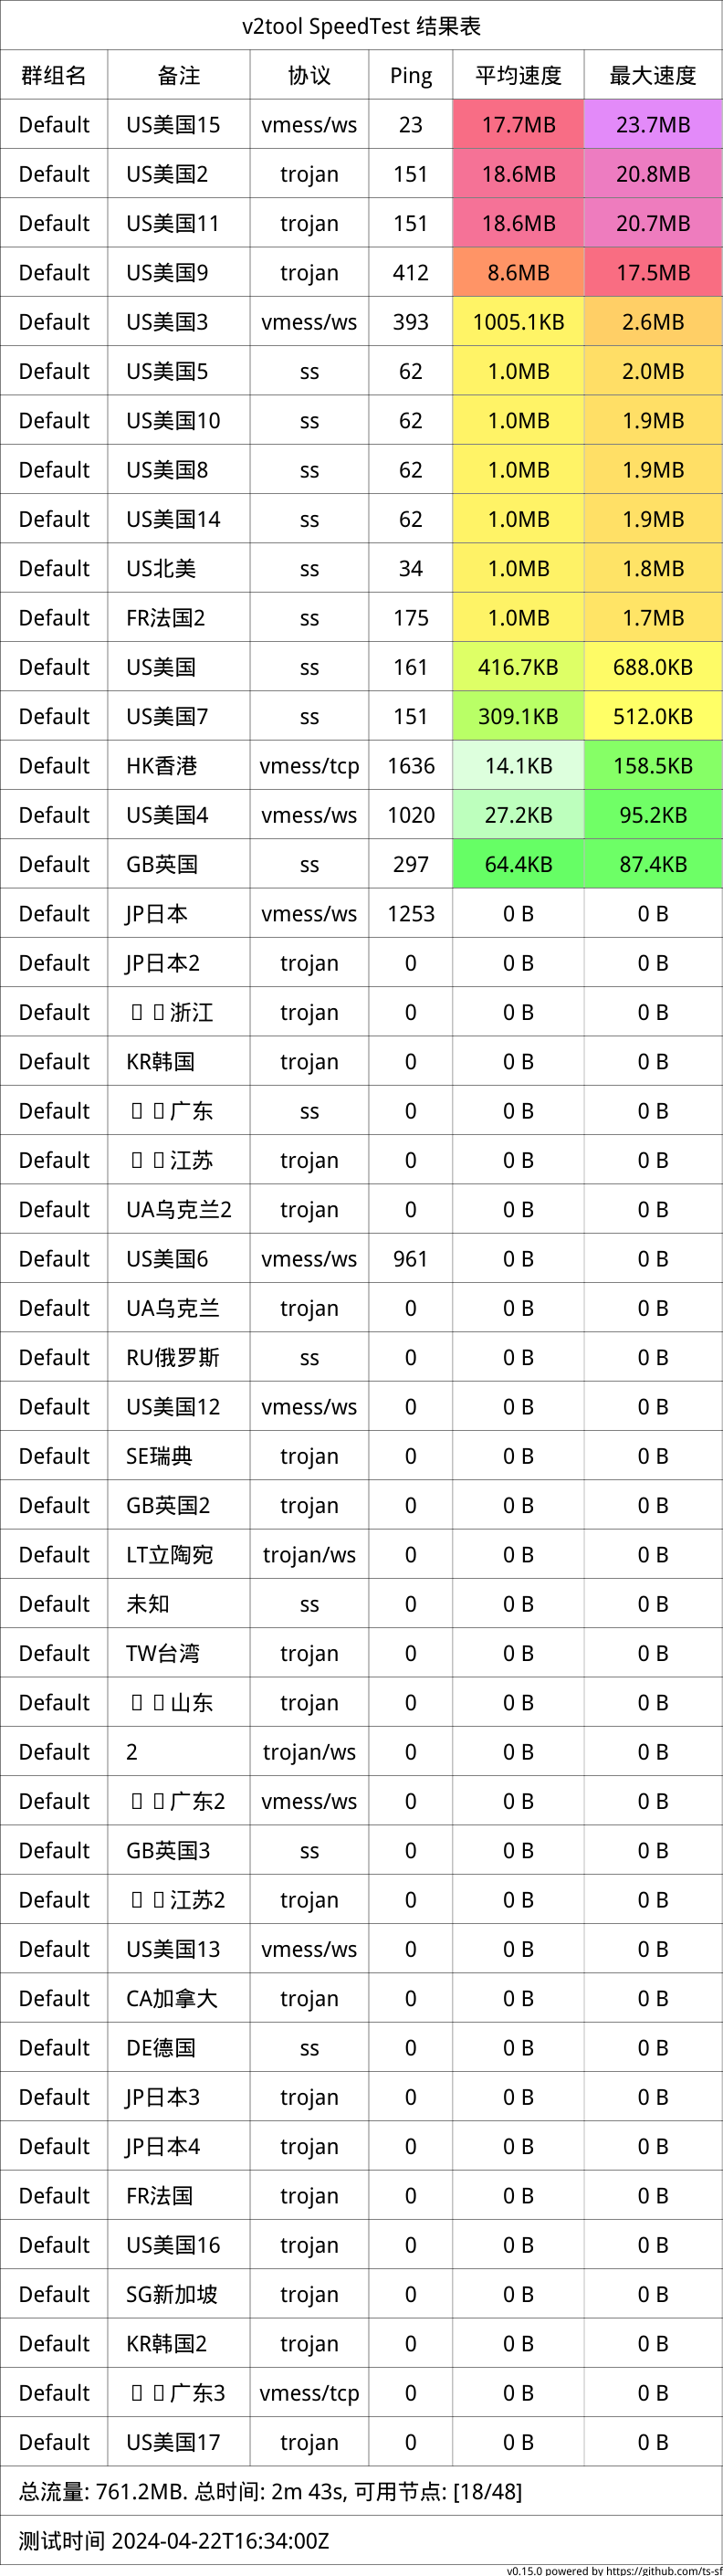 v2tool SpeedTest 结果表
群组名 备注 协议 Ping 平均速度 最大速度
Default US美国15 vmess/ws 23 17.7MB 23.7MB
Default US美国2 trojan 151 18.6MB 20.8MB
Default US美国11 trojan 151 18.6MB 20.7MB
Default US美国9 trojan 412 8.6MB 17.5MB
Default US美国3 vmess/ws 393 1005.1KB 2.6MB
Default US美国5 ss 62 1.0MB 2.0MB
Default US美国10 ss 62 1.0MB 1.9MB
Default US美国8 ss 62 1.0MB 1.9MB
Default US美国14 ss 62 1.0MB 1.9MB
Default US北美 ss 34 1.0MB 1.8MB
Default FR法国2 ss 175 1.0MB 1.7MB
Default US美国 ss 161 416.7KB 688.0KB
Default US美国7 ss 151 309.1KB 512.0KB
Default HK香港 vmess/tcp 1636 14.1KB 158.5KB
Default US美国4 vmess/ws 1020 27.2KB 95.2KB
Default GB英国 ss 297 64.4KB 87.4KB
Default JP日本 vmess/ws 1253 0 B 0 B
Default JP日本2 trojan 0 0 B 0 B
Default 浙江 trojan 0 0 B 0 B
Default KR韩国 trojan 0 0 B 0 B
Default 广东 ss 0 0 B 0 B
Default 江苏 trojan 0 0 B 0 B
Default UA乌克兰2 trojan 0 0 B 0 B
Default US美国6 vmess/ws 961 0 B 0 B
Default UA乌克兰 trojan 0 0 B 0 B
Default RU俄罗斯 ss 0 0 B 0 B
Default US美国12 vmess/ws 0 0 B 0 B
Default SE瑞典 trojan 0 0 B 0 B
Default GB英国2 trojan 0 0 B 0 B
Default LT立陶宛 trojan/ws 0 0 B 0 B
Default 未知 ss 0 0 B 0 B
Default TW台湾 trojan 0 0 B 0 B
Default 山东 trojan 0 0 B 0 B
Default 2 trojan/ws 0 0 B 0 B
Default 广东2 vmess/ws 0 0 B 0 B
Default GB英国3 ss 0 0 B 0 B
Default 江苏2 trojan 0 0 B 0 B
Default US美国13 vmess/ws 0 0 B 0 B
Default CA加拿大 trojan 0 0 B 0 B
Default DE德国 ss 0 0 B 0 B
Default JP日本3 trojan 0 0 B 0 B
Default JP日本4 trojan 0 0 B 0 B
Default FR法国 trojan 0 0 B 0 B
Default US美国16 trojan 0 0 B 0 B
Default SG新加坡 trojan 0 0 B 0 B
Default KR韩国2 trojan 0 0 B 0 B
Default 广东3 vmess/tcp 0 0 B 0 B
Default US美国17 trojan 0 0 B 0 B
总流量: 761.2MB. 总时间: 2m 43s, 可用节点: [18/48]
测试时间 2024-04-22T16:34:00Z
v0.15.0 powered by https://github.com/ts-sf